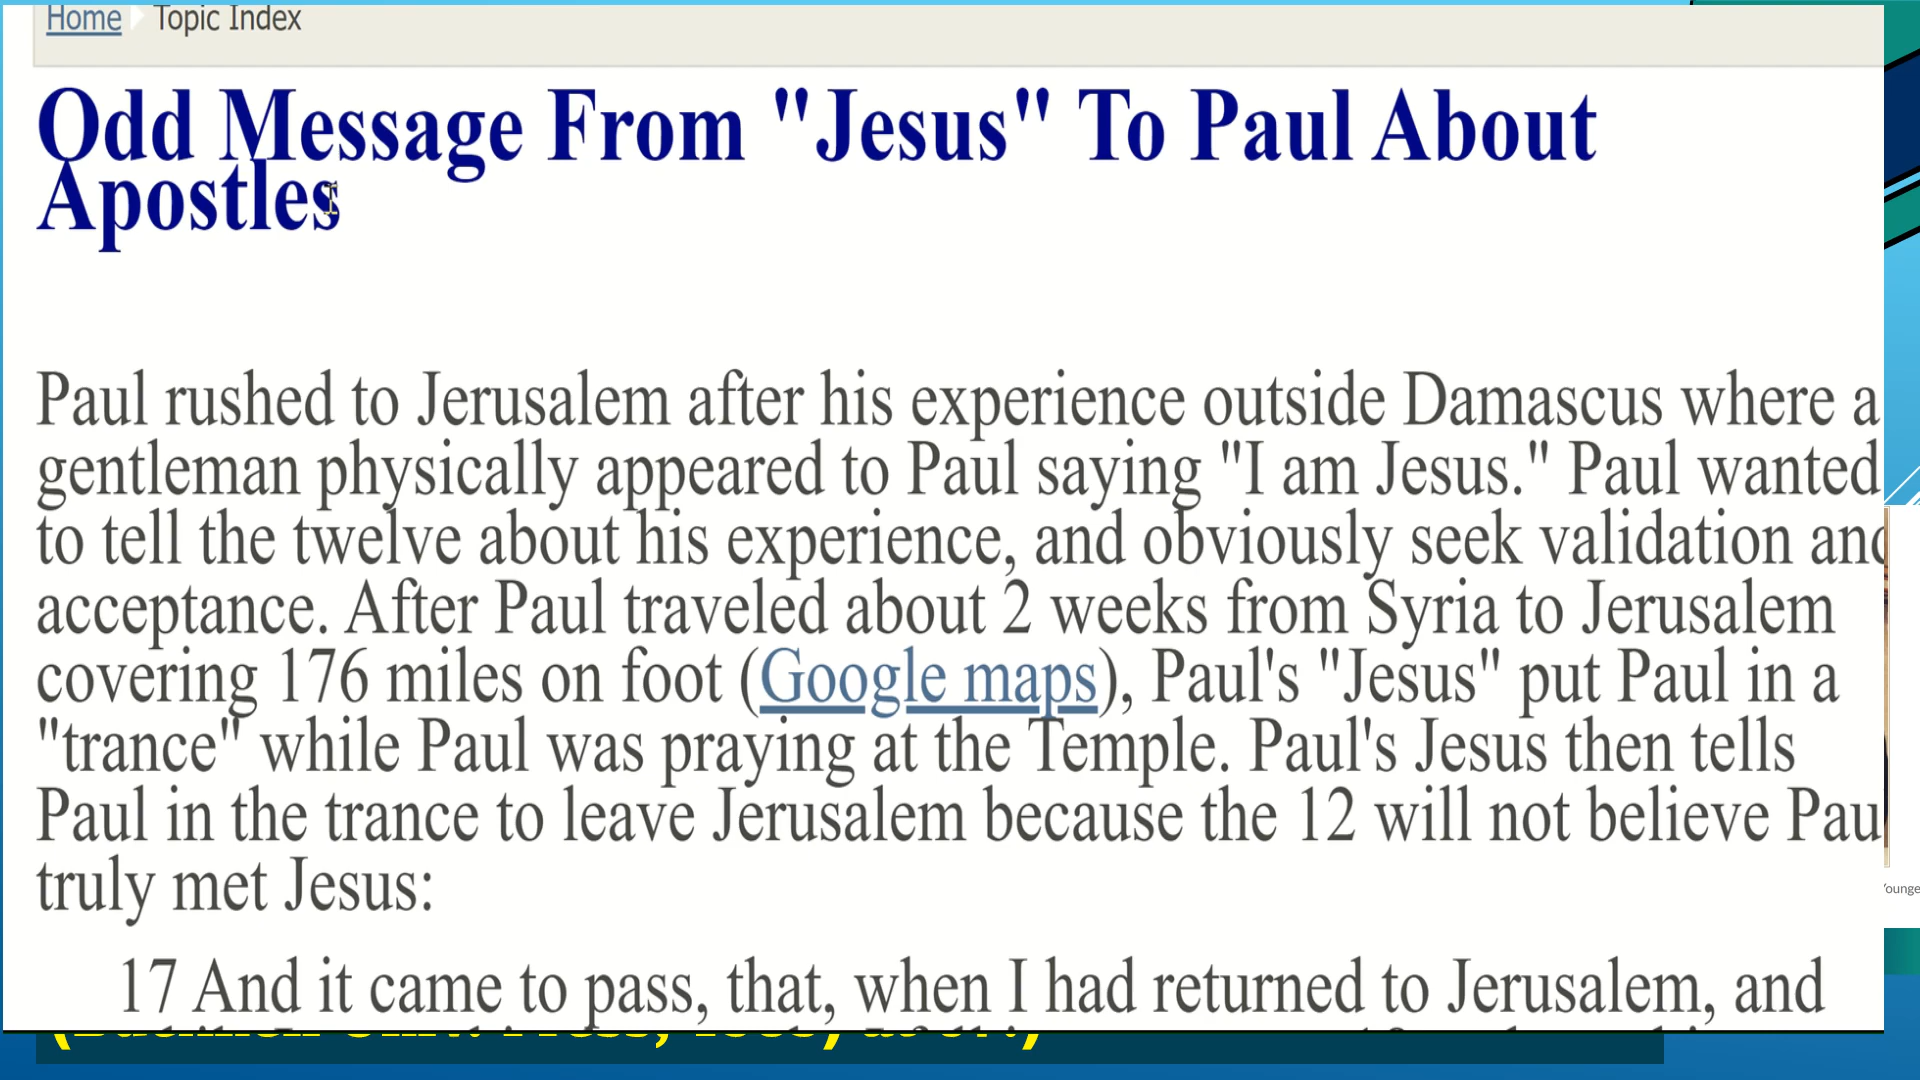 Home Topic Index
Odd Message From "Jesus" To Paul About
Apostles
Paul rushed to Jerusalem after his experience outside Damascus where a
gentleman physically appeared to Paul saying "I am Jesus." Paul wanted
to tell the twelve about his experience, and obviously seek validation and
acceptance. After Paul traveled about 2 weeks from Syria to Jerusalem
covering 176 miles on foot (Google maps), Paul's "Jesus" put Paul in a
"trance" while Paul was praying at the Temple. Paul's Jesus then tells
Paul in the trance to leave Jerusalem because the 12 will not believe Pau
truly met Jesus:
17 And it came to pass, that, when I had returned to Jerusalem, and